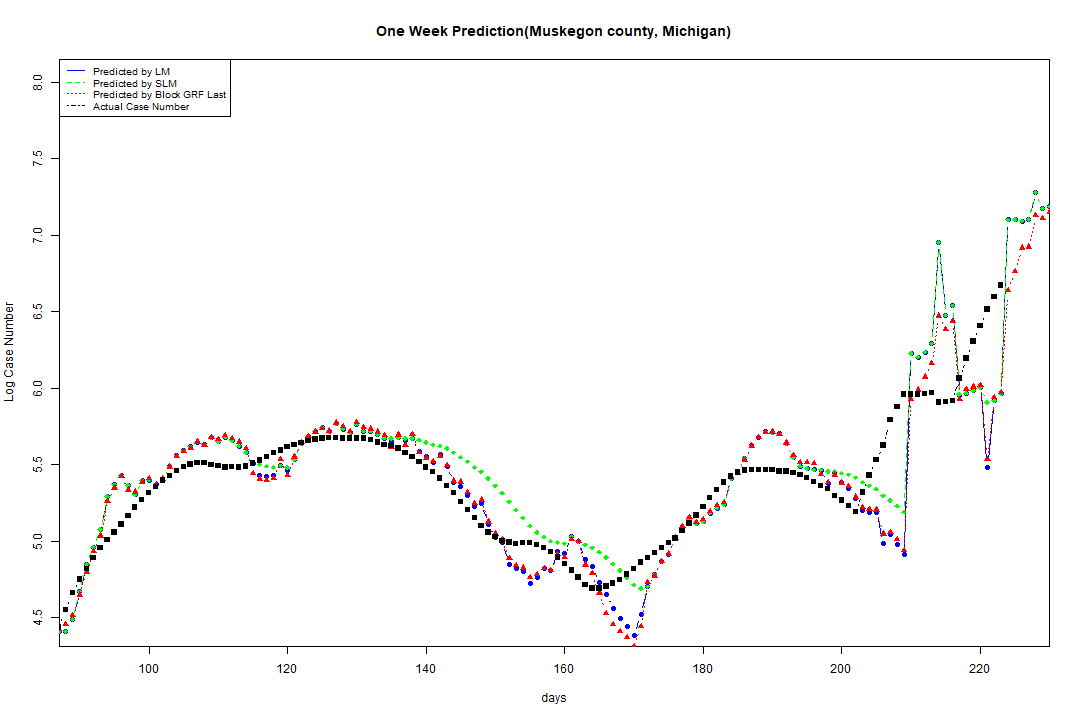 One Week Prediction(Muskegon county, Michigan)
Predicted by LM
Predicted by SLM
Predicted by Block GRF Last
Actual Case Number
8.0
7.5
7.0
6.5
6.0
5.5
5.0
4.5
Log Case Number
100 120 140 160 180 200 220
days